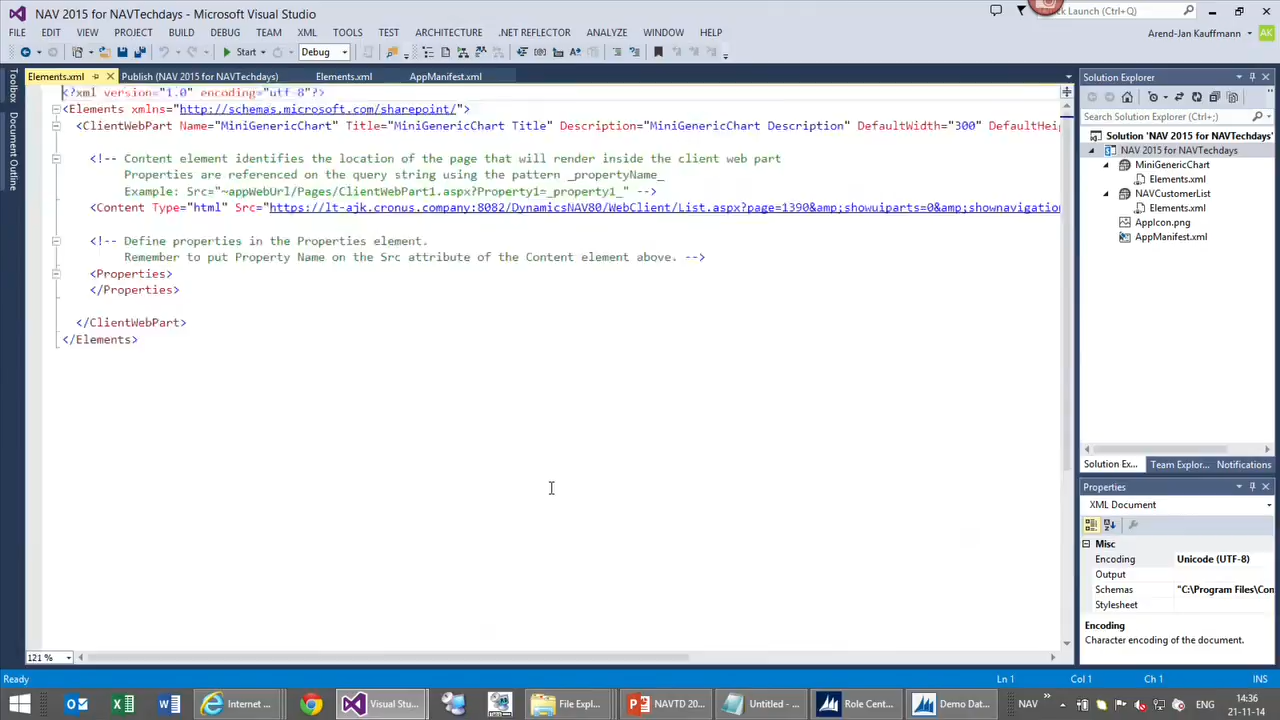 NAV 2015 for NAVTechdays - Microsoft Visual Studio
Launch (Ctrl+Q)
FILE EDIT VIEW PROJECT BUILD DEBUG TEAM XML TOOLS TEST ARCHITECTURE .NET REFLECTOR ANALYZE WINDOW HELP
Arend-Jan Kauffmann AK
Start Debug
Elements.xml Publish (NAV 2015 for NAVTechdays) Elements.xml AppManifest.xml
Toolbox
Document Outline
<?xml version="1.0" encoding="utf-8"?>
<Elements xmlns="http://schemas.microsoft.com/sharepoint/">
<ClientWebPart Name="MiniGenericChart" Title="MiniGenericChart Title" Description="MiniGenericChart Description" DefaultWidth="300" DefaultHei
<!-- Content element identifies the location of the page that will render inside the client web part
Properties are referenced on the query string using the pattern _propertyName_
Example: Src="~appWebUrl/Pages/ClientWebPart1.aspx?Property1=_property1_" -->
<Content Type="html" Src="https://lt-ajk.cronus.company:8082/DynamicsNAV80/WebClient/List.aspx?page=1390&amp;showuiparts=0&amp;shownavigation
<!-- Define properties in the Properties element.
Remember to put Property Name on the Src attribute of the Content element above. -->
<Properties>
</Properties>
</ClientWebPart>
</Elements>
121 %
Solution Explorer
Search Solution Explorer (Ctrl+;)
Solution 'NAV 2015 for NAVTechdays'
NAV 2015 for NAVTechdays
MiniGenericChart
Elements.xml
NAVCustomerList
Elements.xml
AppIcon.png
AppManifest.xml
Solution Ex... Team Explor... Notifications
Properties
XML Document
Misc
Encoding Unicode (UTF-8)
Output
Schemas "C:\Program Files\Con
Stylesheet
Encoding
Character encoding of the document.
Ready Ln 1 Col 1 Ch 1 INS
Internet ... Visual Stu... File Expl... NAVTD 20... Untitled - ... Role Cent... Demo Dat... NAV ENG
14:36
21-11-14